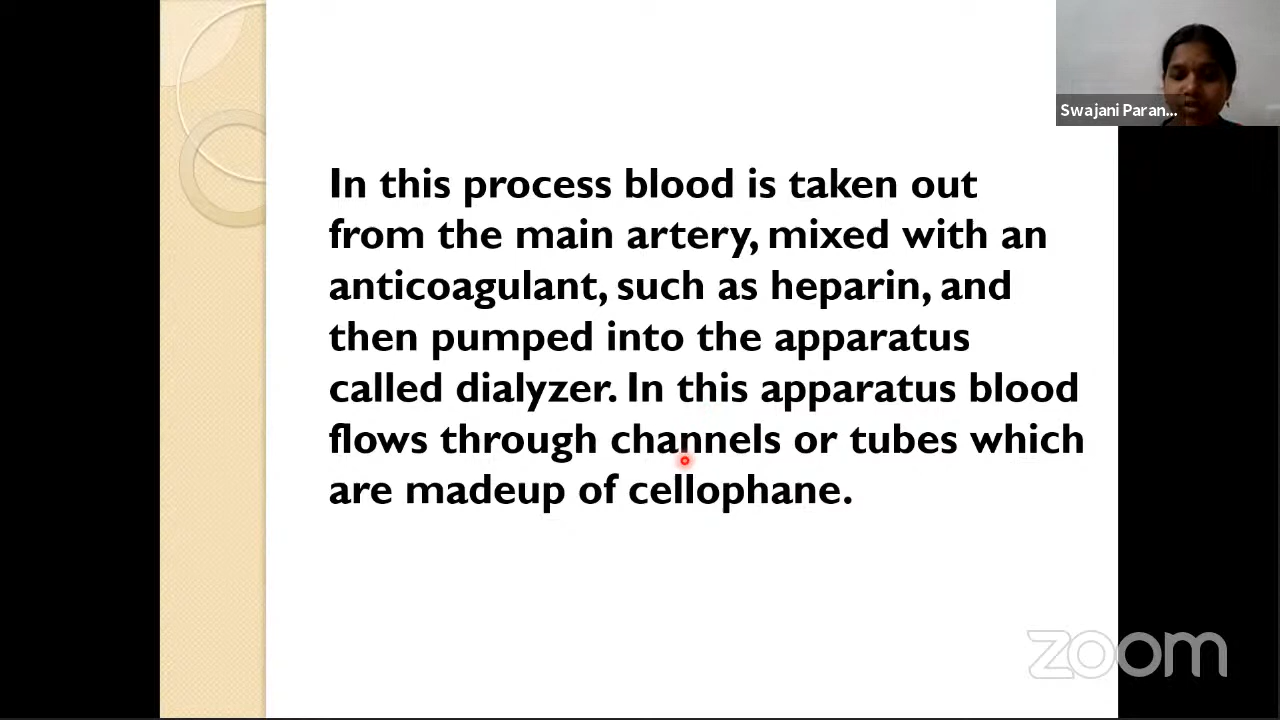 Swajani Paran...
In this process blood is taken out
from the main artery, mixed with an
anticoagulant, such as heparin, and
then pumped into the apparatus
called dialyzer. In this apparatus blood
flows through channels or tubes which
are madeup of cellophane.
zoom